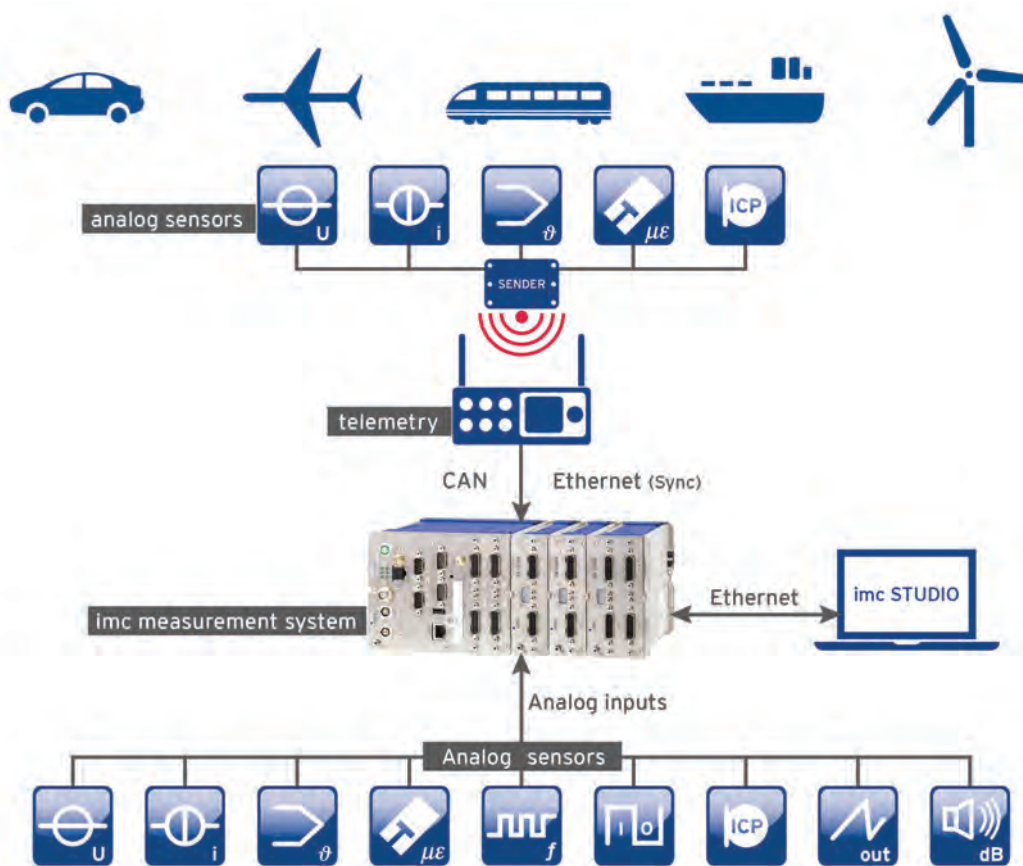 analog sensors
U
i
ϑ
με
ICP
SENDER
telemetry
CAN
Ethernet (Sync)
imc measurement system
Ethernet
imc STUDIO
Analog inputs
Analog sensors
U
i
ϑ
με
f
I O
ICP
out
dB